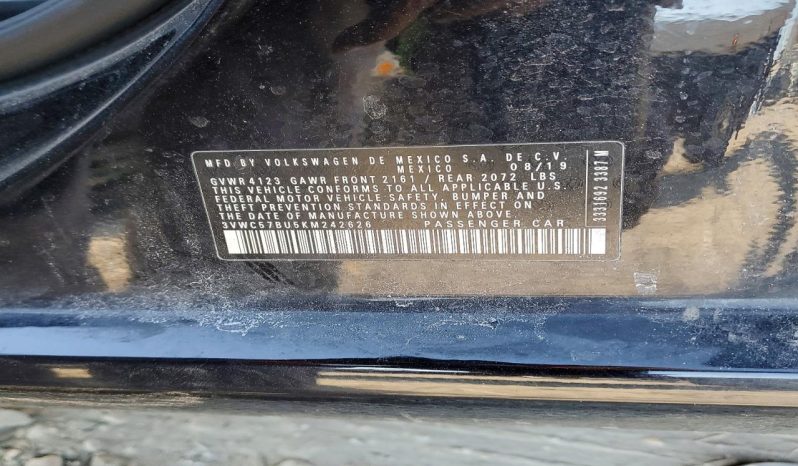 MFD BY VOLKSWAGEN DE MEXICO S.A. DE C.V.
MEXICO 08/19
GVWR 4123 GAWR FRONT 2161 / REAR 2072 LBS
THIS VEHICLE CONFORMS TO ALL APPLICABLE U.S.
FEDERAL MOTOR VEHICLE SAFETY, BUMPER AND
THEFT PREVENTION STANDARDS IN EFFECT ON
THE DATE OF MANUFACTURE SHOWN ABOVE
3VWC57BU5KM242626 PASSENGER CAR
3331692 3387 M